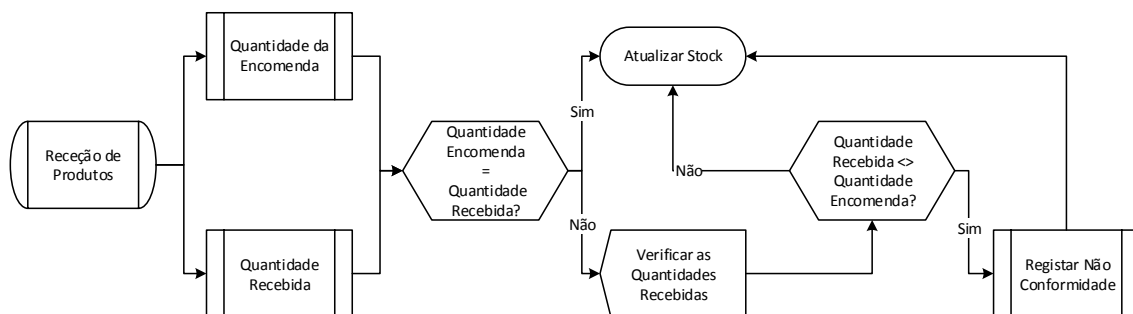 Receção de
Produtos
Quantidade da
Encomenda
Quantidade
Recebida
Quantidade
Encomenda
=
Quantidade
Recebida?
Sim
Não
Atualizar Stock
Verificar as
Quantidades
Recebidas
Não
Quantidade
Recebida <>
Quantidade
Encomenda?
Sim
Registar Não
Conformidade